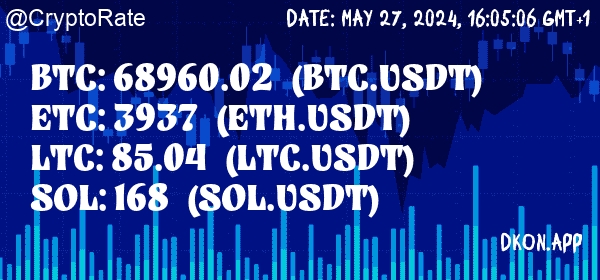 @CryptoRate
DATE: MAY 27, 2024, 16:05:06 GMT+1
BTC: 68960.02 (BTC.USDT)
ETC: 3937 (ETH.USDT)
LTC: 85.04 (LTC.USDT)
SOL: 168 (SOL.USDT)
DKON.APP